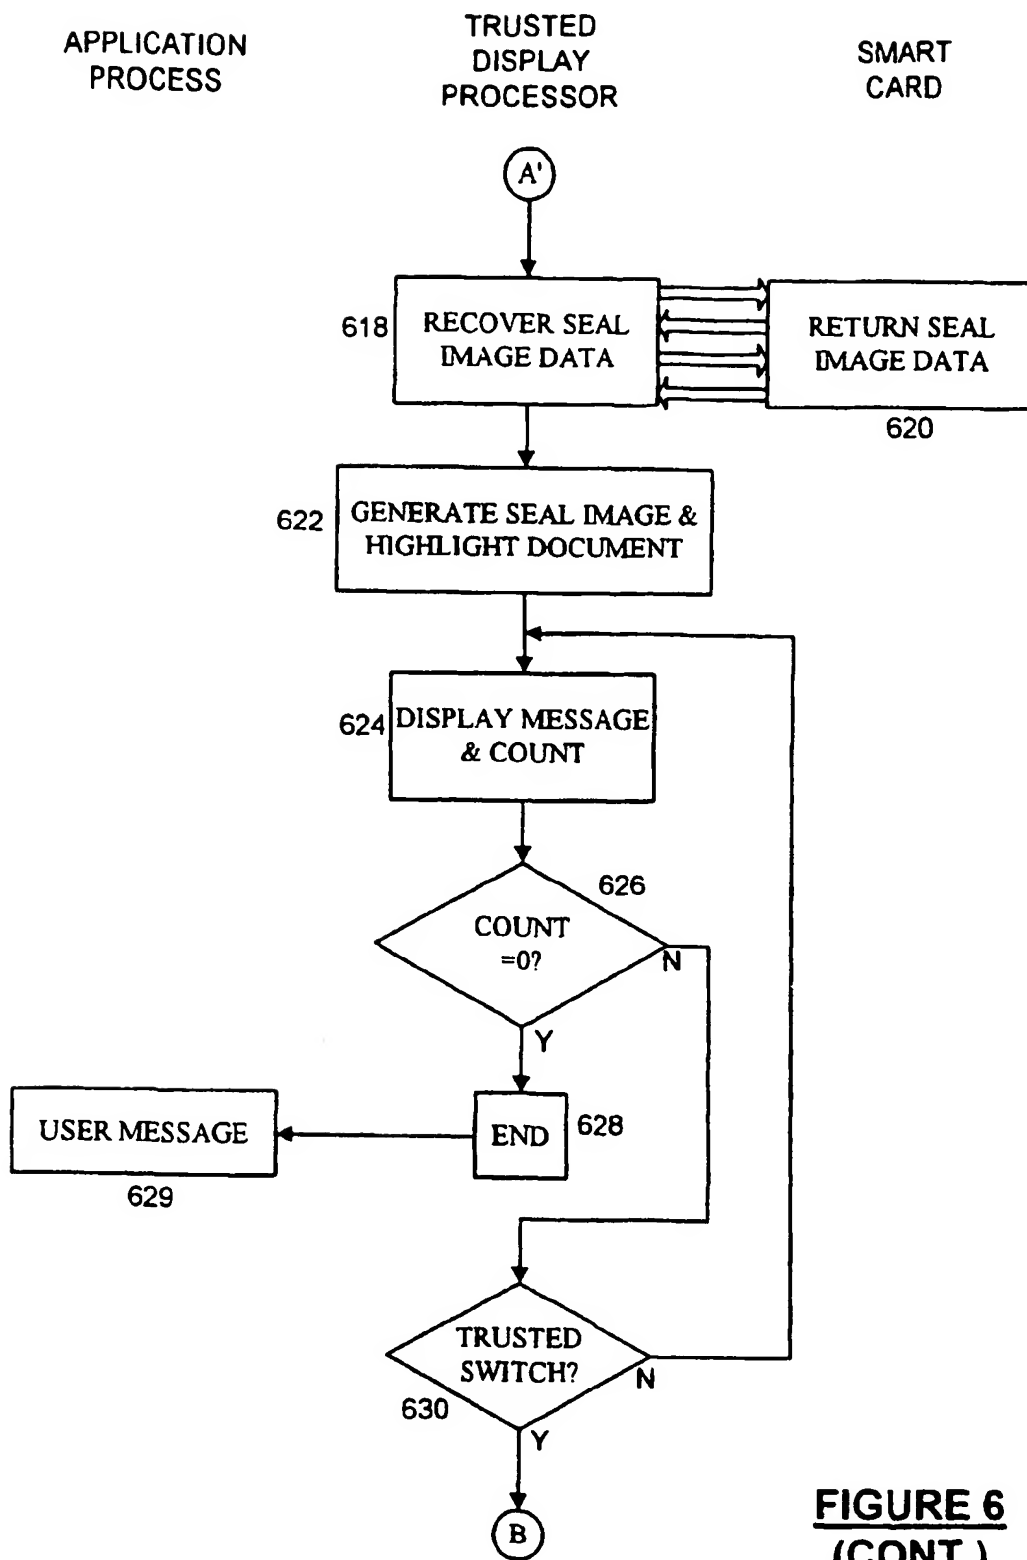 APPLICATION
PROCESS
TRUSTED
DISPLAY
PROCESSOR
SMART
CARD
A'
618
RECOVER SEAL
IMAGE DATA
RETURN SEAL
IMAGE DATA
620
622
GENERATE SEAL IMAGE &
HIGHLIGHT DOCUMENT
624
DISPLAY MESSAGE
& COUNT
626
COUNT
=0?
N
Y
USER MESSAGE
629
END
628
TRUSTED
SWITCH?
N
630
Y
B
FIGURE 6
(CONT.)